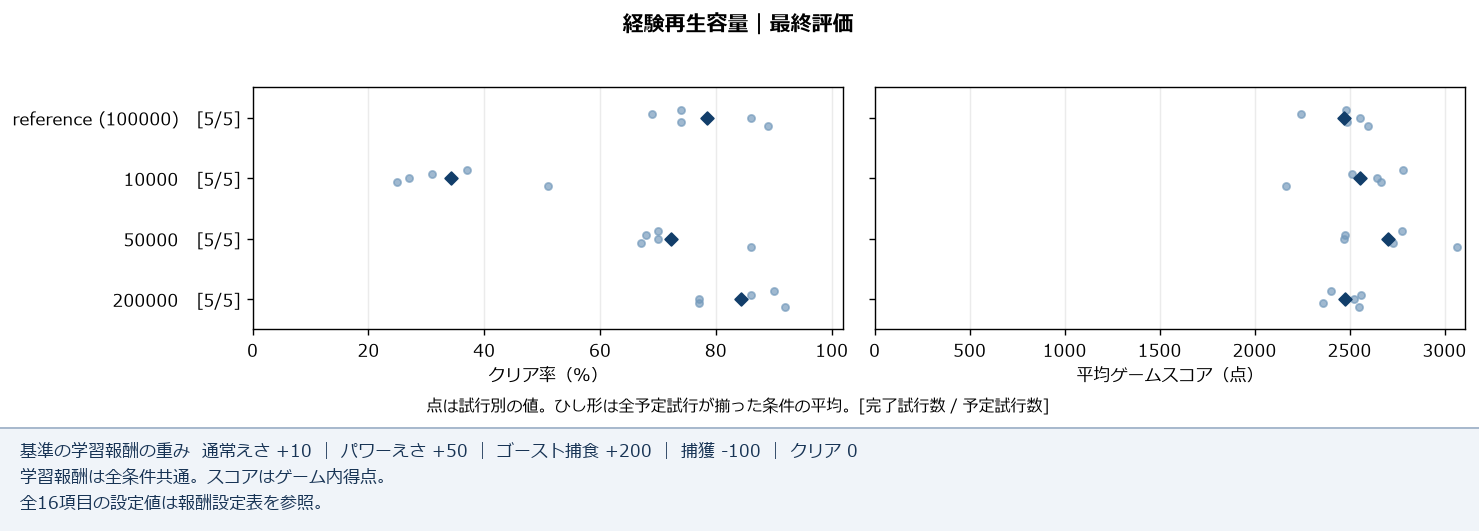 経験再生容量｜最終評価
reference (100000) [5/5]
10000 [5/5]
50000 [5/5]
200000 [5/5]
0 20 40 60 80 100
クリア率（%）
0 500 1000 1500 2000 2500 3000
平均ゲームスコア（点）
点は試行別の値。ひし形は全予定試行が揃った条件の平均。[完了試行数 / 予定試行数]
基準の学習報酬の重み 通常えさ +10 ｜ パワーえさ +50 ｜ ゴースト捕食 +200 ｜ 捕獲 -100 ｜ クリア 0
学習報酬は全条件共通。スコアはゲーム内得点。
全16項目の設定値は報酬設定表を参照。